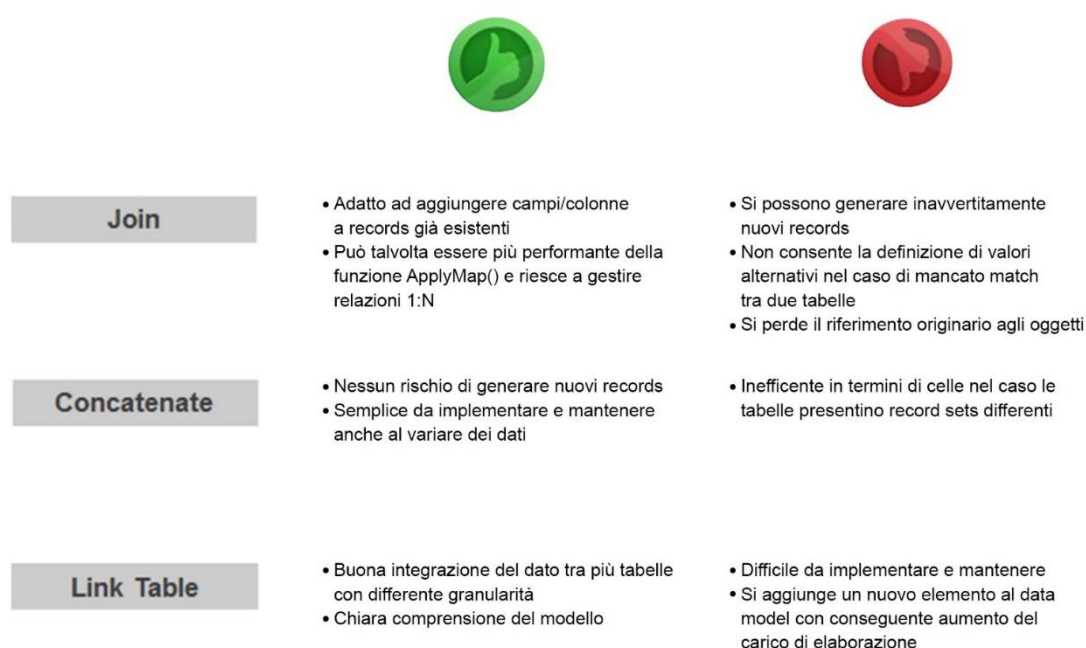 Join
• Adatto ad aggiungere campi/colonne
a records già esistenti
• Può talvolta essere più performante della
funzione ApplyMap() e riesce a gestire
relazioni 1:N
• Si possono generare inavvertitamente
nuovi records
• Non consente la definizione di valori
alternativi nel caso di mancato match
tra due tabelle
• Si perde il riferimento originario agli oggetti
Concatenate
• Nessun rischio di generare nuovi records
• Semplice da implementare e mantenere
anche al variare dei dati
• Inefficente in termini di celle nel caso le
tabelle presentino record sets differenti
Link Table
• Buona integrazione del dato tra più tabelle
con differente granularità
• Chiara comprensione del modello
• Difficile da implementare e mantenere
• Si aggiunge un nuovo elemento al data
model con conseguente aumento del
carico di elaborazione